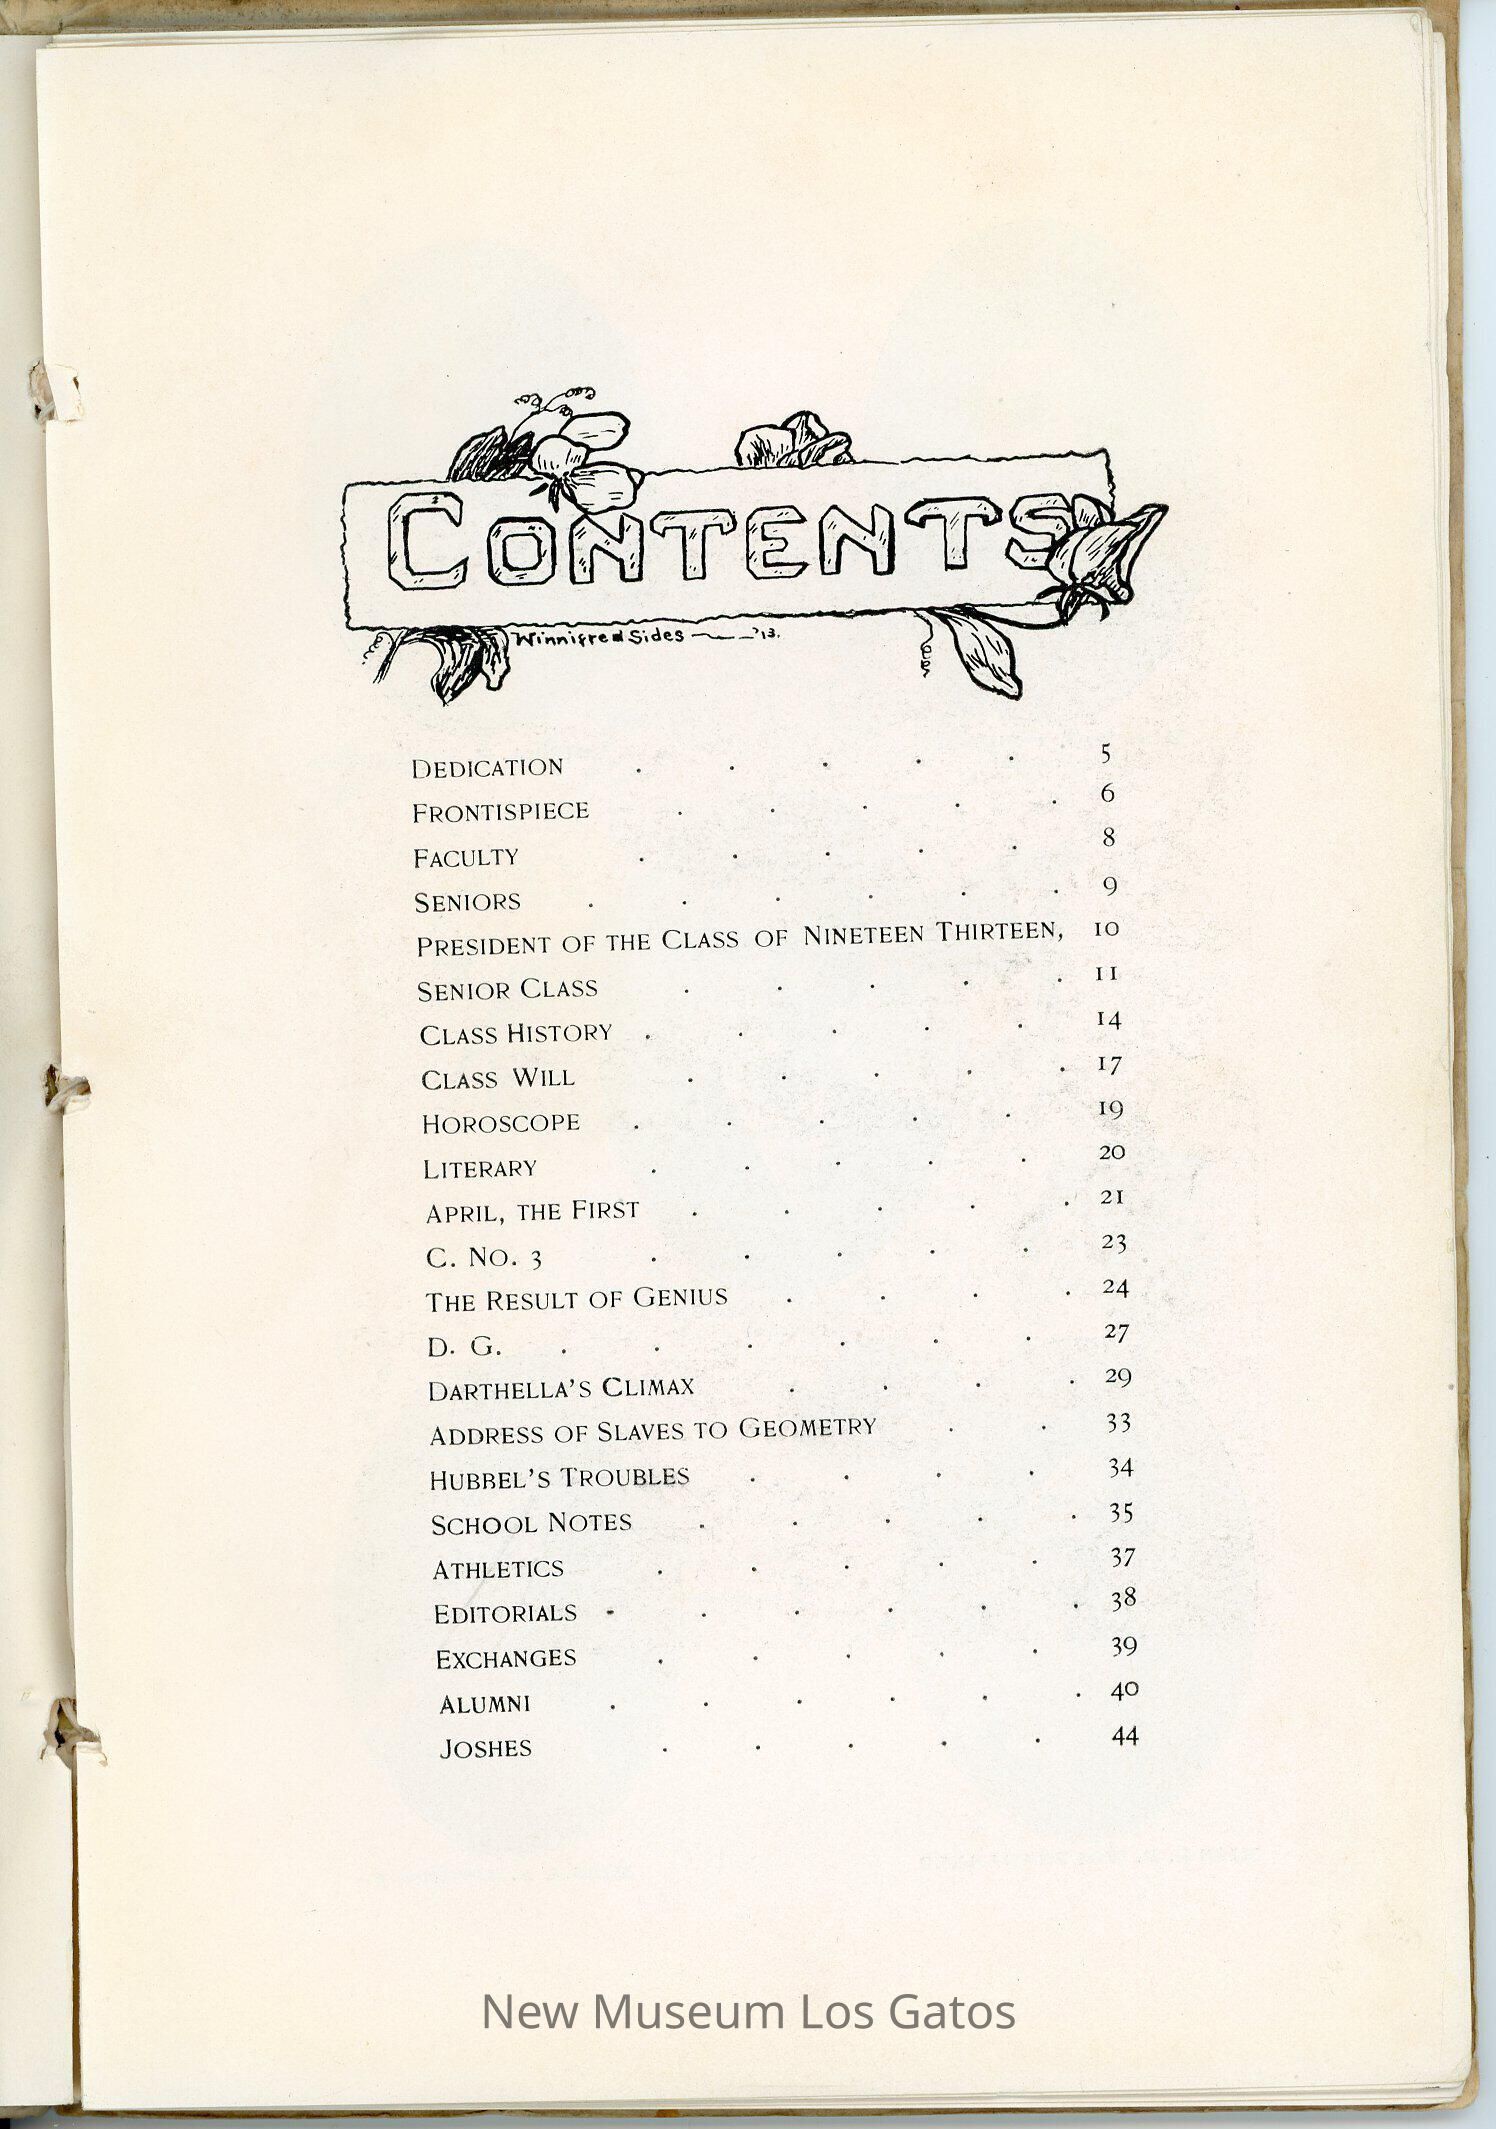 CONTENTS
Winnifred Sides — '13.
DEDICATION . . . . . 5
FRONTISPIECE . . . . . 6
FACULTY . . . . . 8
SENIORS . . . . . . 9
PRESIDENT OF THE CLASS OF NINETEEN THIRTEEN, 10
SENIOR CLASS . . . . . 11
CLASS HISTORY . . . . . 14
CLASS WILL . . . . . 17
HOROSCOPE . . . . . 19
LITERARY . . . . . 20
APRIL, THE FIRST . . . . . 21
C. NO. 3 . . . . . 23
THE RESULT OF GENIUS . . . . 24
D. G. . . . . . . 27
DARTHELLA'S CLIMAX . . . . 29
ADDRESS OF SLAVES TO GEOMETRY . . 33
HUBBEL'S TROUBLES . . . . 34
SCHOOL NOTES . . . . . 35
ATHLETICS . . . . . 37
EDITORIALS . . . . . . 38
EXCHANGES . . . . . 39
ALUMNI . . . . . . 40
JOSHES . . . . . 44
New Museum Los Gatos